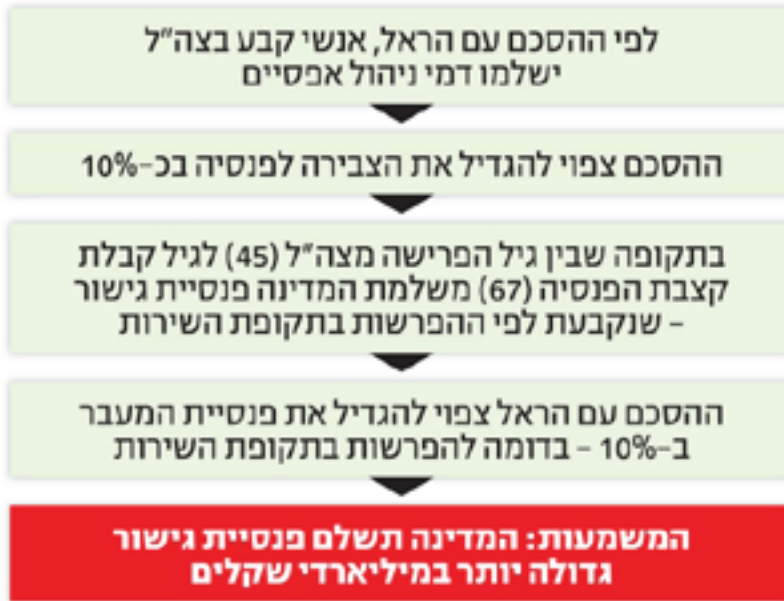 לפי ההסכם עם הראל, אנשי קבע בצה"ל
ישלמו דמי ניהול אפסיים
ההסכם צפוי להגדיל את הצבירה לפנסיה בכ-10%
בתקופה שבין גיל הפרישה מצה"ל (45) לגיל קבלת
קצבת הפנסיה (67) משלמת המדינה פנסיית גישור
– שנקבעת לפי ההפרשות בתקופת השירות
ההסכם עם הראל צפוי להגדיל את פנסיית המעבר
ב-10% – בדומה להפרשות בתקופת השירות
המשמעות: המדינה תשלם פנסיית גישור
גדולה יותר במיליארדי שקלים